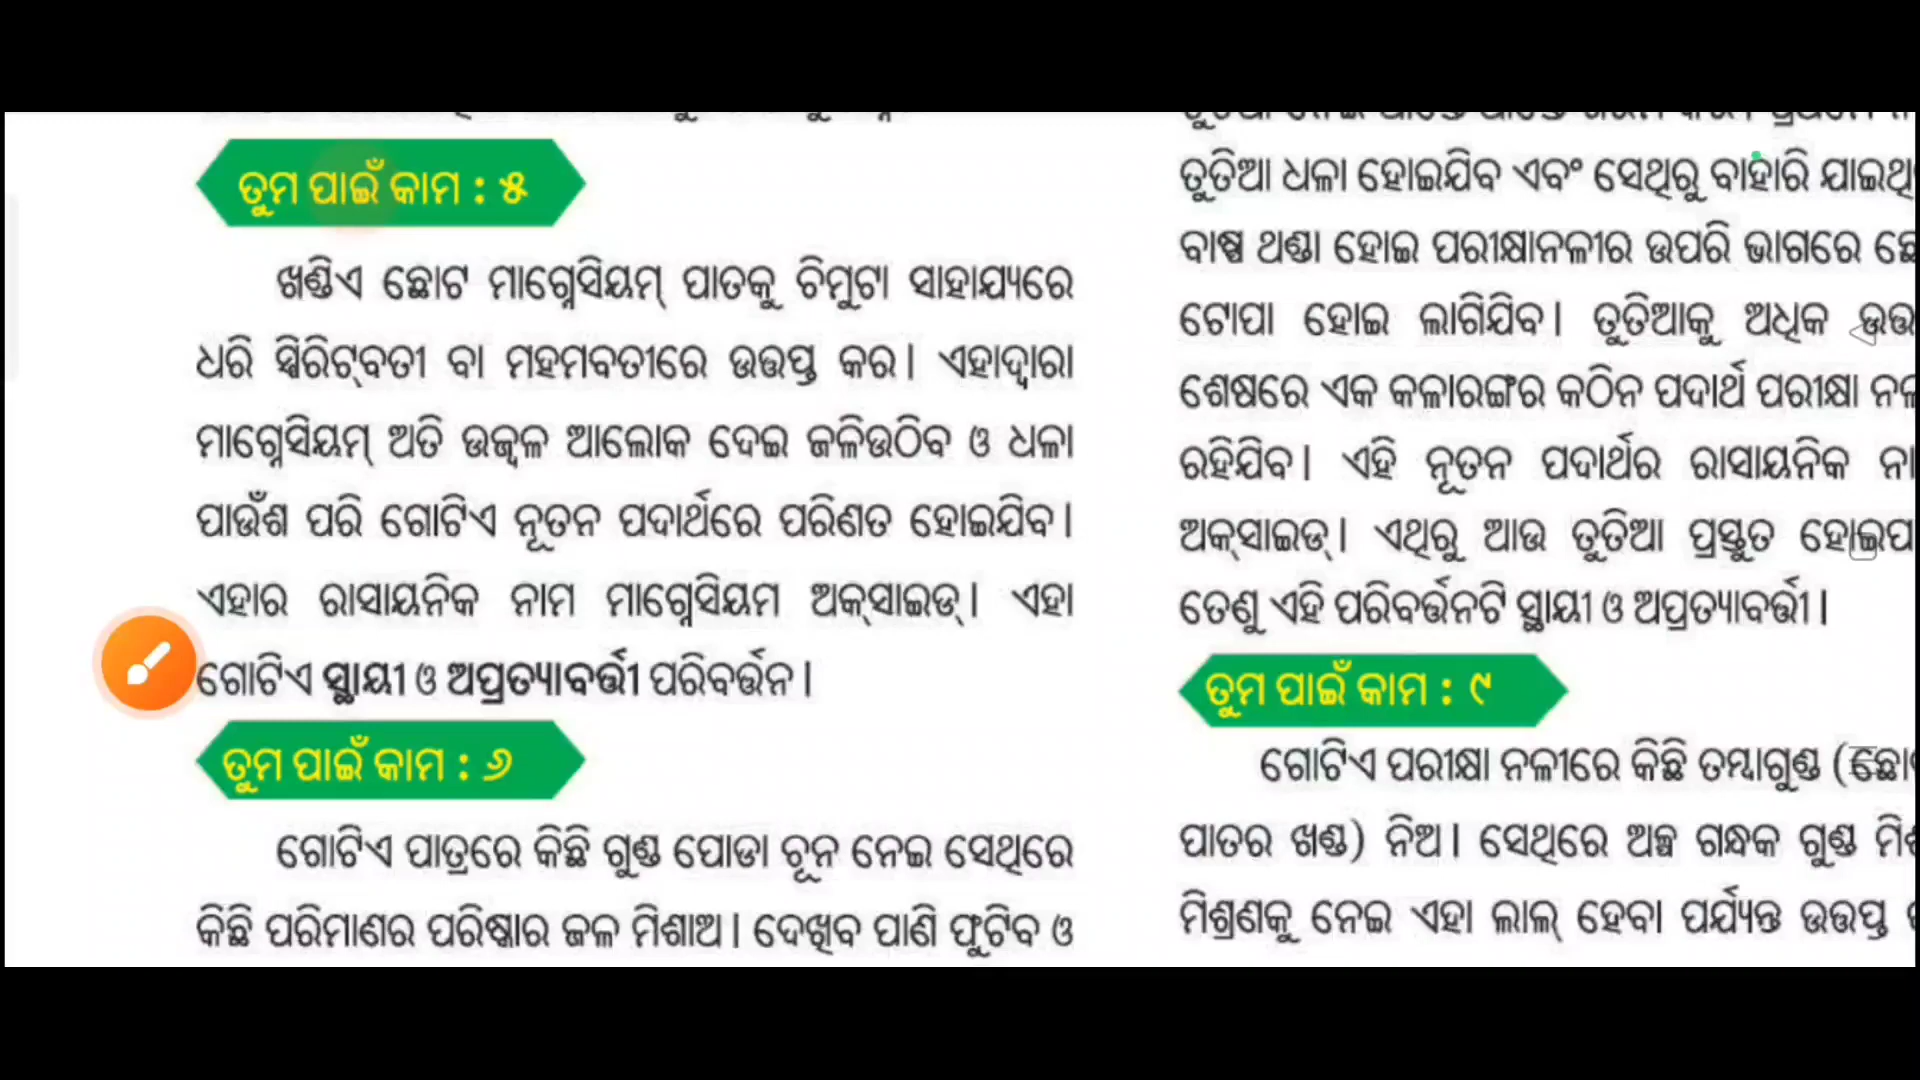 ତୁମ ପାଇଁ କାମ : ୫
ଖଣ୍ଡିଏ ଛୋଟ ମାଗ୍ନେସିୟମ୍ ପାତକୁ ଚିମୁଟା ସାହାଯ୍ୟରେ
ଧରି ସ୍ପିରିଟ୍‌ବତୀ ବା ମହମବତୀରେ ଉତ୍ତପ୍ତ କର। ଏହାଦ୍ୱାରା
ମାଗ୍ନେସିୟମ୍ ଅତି ଉଜ୍ୱଳ ଆଲୋକ ଦେଇ ଜଳିଉଠିବ ଓ ଧଳା
ପାଉଁଶ ପରି ଗୋଟିଏ ନୂତନ ପଦାର୍ଥରେ ପରିଣତ ହୋଇଯିବ।
ଏହାର ରାସାୟନିକ ନାମ ମାଗ୍ନେସିୟମ ଅକ୍‌ସାଇଡ୍। ଏହା
ଗୋଟିଏ ସ୍ଥାୟୀ ଓ ଅପ୍ରତ୍ୟାବର୍ତ୍ତୀ ପରିବର୍ତ୍ତନ।
ତୁମ ପାଇଁ କାମ : ୬
ଗୋଟିଏ ପାତ୍ରରେ କିଛି ଗୁଣ୍ଡ ପୋଡା ଚୂନ ନେଇ ସେଥିରେ
କିଛି ପରିମାଣର ପରିଷ୍କାର ଜଳ ମିଶାଅ। ଦେଖିବ ପାଣି ଫୁଟିବ ଓ
ତୁତିଆ ଧଳା ହୋଇଯିବ ଏବଂ ସେଥିରୁ ବାହାରି
ବାଷ୍ପ ଥଣ୍ଡା ହୋଇ ପରୀକ୍ଷାନଳୀର ଉପରି ଭାଗରେ
ଟୋପା ହୋଇ ଲାଗିଯିବ। ତୁତିଆକୁ ଅଧିକ
ଶେଷରେ ଏକ କଳାରଙ୍ଗର କଠିନ ପଦାର୍ଥ ପରୀକ୍ଷା
ରହିଯିବ। ଏହି ନୂତନ ପଦାର୍ଥର ରାସାୟନିକ
ଅକ୍‌ସାଇଡ୍। ଏଥିରୁ ଆଉ ତୁତିଆ ପ୍ରସ୍ତୁତ
ତେଣୁ ଏହି ପରିବର୍ତ୍ତନଟି ସ୍ଥାୟୀ ଓ ଅପ୍ରତ୍ୟାବର୍ତ୍ତୀ।
ତୁମ ପାଇଁ କାମ : ୯
ଗୋଟିଏ ପରୀକ୍ଷା ନଳୀରେ କିଛି ତମ୍ବାଗୁଣ୍ଡ
ପାତର ଖଣ୍ଡ) ନିଅ। ସେଥିରେ ଅଳ୍ପ ଗନ୍ଧକ ଗୁଣ୍ଡ
ମିଶ୍ରଣକୁ ନେଇ ଏହା ଲାଲ୍ ହେବା ପର୍ଯ୍ୟନ୍ତ ଉତ୍ତପ୍ତ